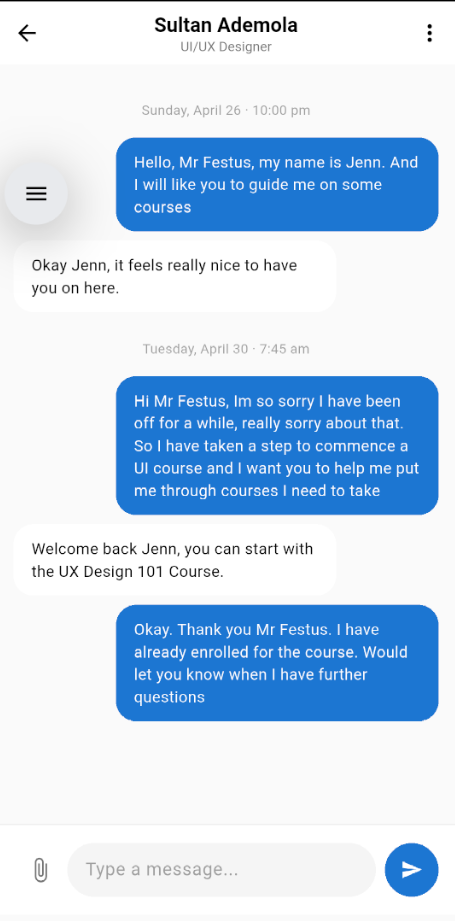 Sultan Ademola
UI/UX Designer
Sunday, April 26 · 10:00 pm
Hello, Mr Festus, my name is Jenn. And
I will like you to guide me on some
courses
Okay Jenn, it feels really nice to have
you on here.
Tuesday, April 30 · 7:45 am
Hi Mr Festus, Im so sorry I have been
off for a while, really sorry about that.
So I have taken a step to commence a
UI course and I want you to help me put
me through courses I need to take
Welcome back Jenn, you can start with
the UX Design 101 Course.
Okay. Thank you Mr Festus. I have
already enrolled for the course. Would
let you know when I have further
questions
Type a message...